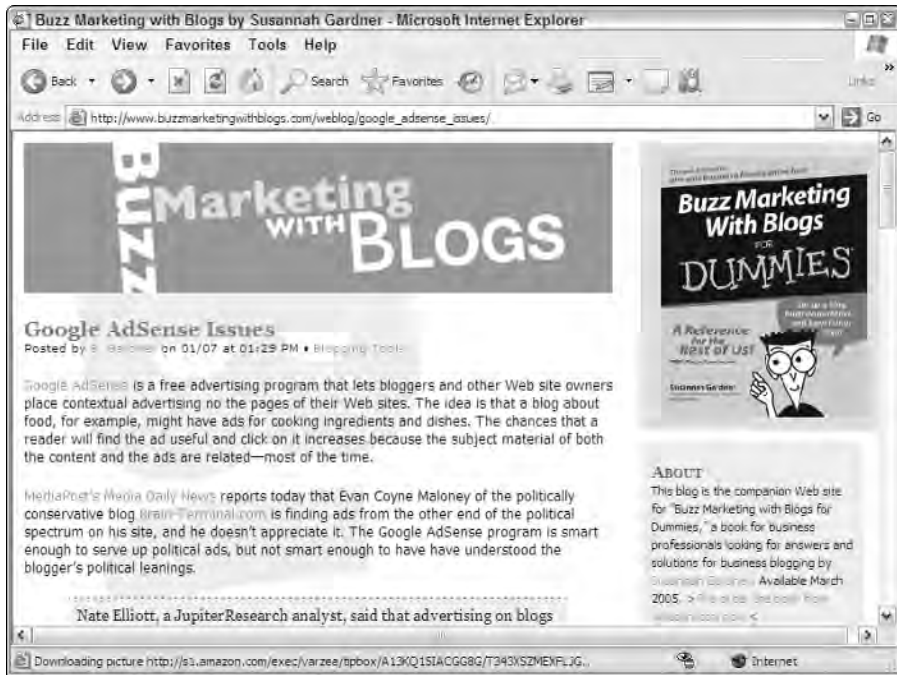 Buzz Marketing with Blogs by Susannah Gardner - Microsoft Internet Explorer
File Edit View Favorites Tools Help
Back Search Favorites Links
Address http://www.buzzmarketingwithblogs.com/weblog/google_adsense_issues/ Go
Buzz
Marketing
WITH BLOGS
Google AdSense Issues
Posted by S. Gardner on 01/07 at 01:29 PM • Blogging Tools
Google AdSense is a free advertising program that lets bloggers and other Web site owners
place contextual advertising no the pages of their Web sites. The idea is that a blog about
food, for example, might have ads for cooking ingredients and dishes. The chances that a
reader will find the ad useful and click on it increases because the subject material of both
the content and the ads are related—most of the time.
MediaPost's Media Daily News reports today that Evan Coyne Maloney of the politically
conservative blog Brain-Terminal.com is finding ads from the other end of the political
spectrum on his site, and he doesn't appreciate it. The Google AdSense program is smart
enough to serve up political ads, but not smart enough to have have understood the
blogger's political leanings.
Nate Elliott, a JupiterResearch analyst, said that advertising on blogs
Buzz Marketing
With Blogs
FOR
DUMMIES
A Reference
for the
Rest of Us!
Susannah Gardner
ABOUT
This blog is the companion Web site
for "Buzz Marketing with Blogs for
Dummies," a book for business
professionals looking for answers and
solutions for business blogging by
Susannah Gardner. Available March
2005. > <
Downloading picture http://s1.amazon.com/exec/varzee/tipbox/A13KQ1SIACGG8G/T343XSZMEXFLJG... Internet